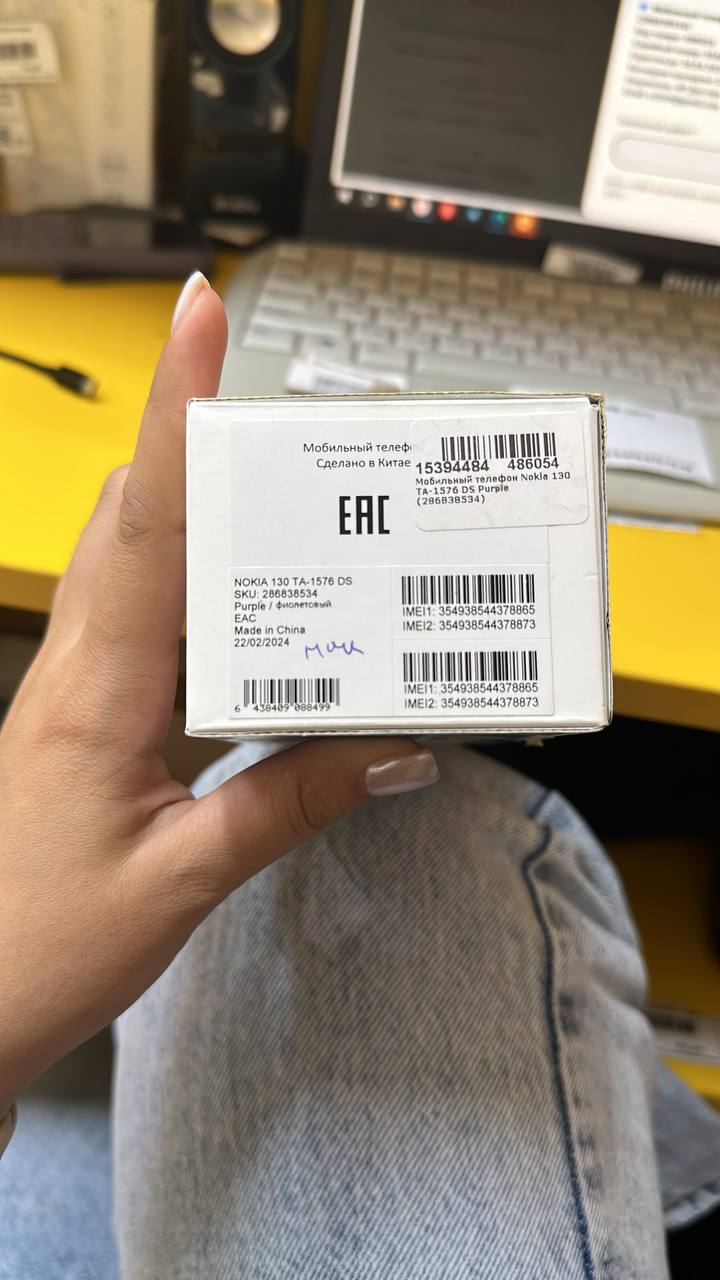 Мобильный телеф
Сделано в Китае
EAC
15394484 486054
Мобильный телефон Nokia 130
TA-1576 DS Purple
(286838534)
NOKIA 130 TA-1576 DS
SKU: 286838534
Purple / фиолетовый
EAC
Made in China
22/02/2024
6 438409 088499
IMEI1: 354938544378865
IMEI2: 354938544378873
IMEI1: 354938544378865
IMEI2: 354938544378873